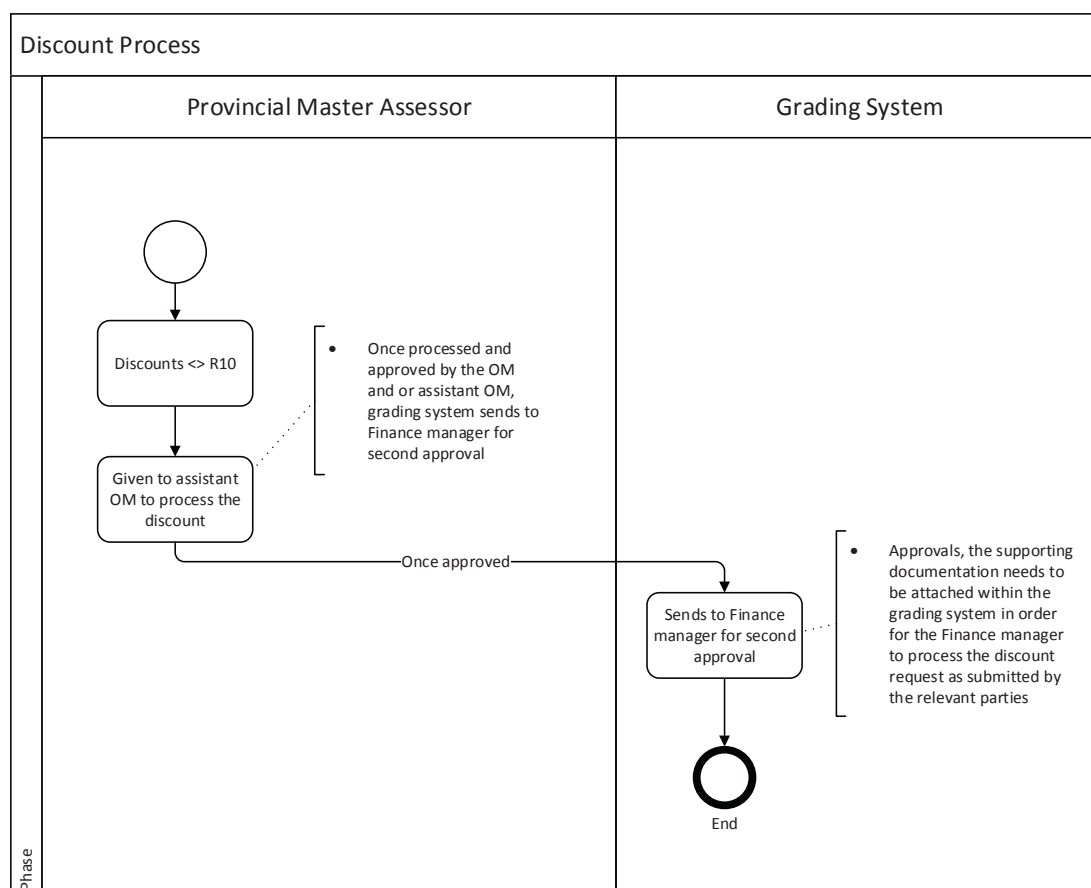 Discount Process
Provincial Master Assessor
Grading System
Discounts <> R10
• Once processed and
approved by the OM
and or assistant OM,
grading system sends to
Finance manager for
second approval
Given to assistant
OM to process the
discount
Once approved
Sends to Finance
manager for second
approval
• Approvals, the supporting
documentation needs to
be attached within the
grading system in order
for the Finance manager
to process the discount
request as submitted by
the relevant parties
End
Phase